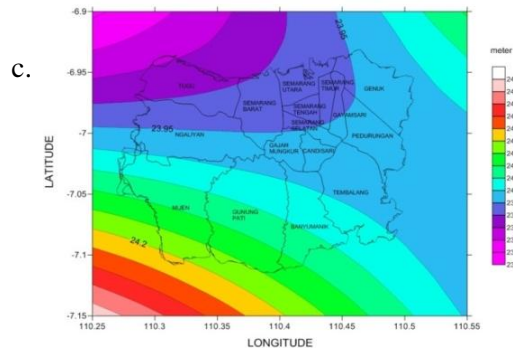 c.
-6.9
23.95
meter
SEMARANG
UTARA
SEMARANG
TIMUR
GENUK
-6.95
TUGU
SEMARANG
BARAT
SEMARANG
TENGAH
GAYAMSARI
SEMARANG
SELATAN
-7
23.95
NGALIYAN
PEDURUNGAN
GAJAH
MUNGKUR
CANDISARI
LATITUDE
TEMBALANG
-7.05
MIJEN
GUNUNG
PATI
BANYUMANIK
24.2
-7.1
-7.15
110.25
110.3
110.35
110.4
110.45
110.5
110.55
LONGITUDE